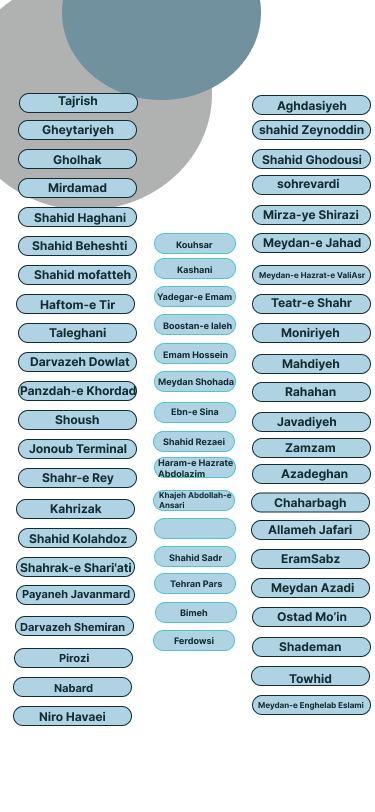 Tajrish
Gheytariyeh
Gholhak
Mirdamad
Shahid Haghani
Shahid Beheshti
Shahid mofatteh
Haftom-e Tir
Taleghani
Darvazeh Dowlat
Panzdah-e Khordad
Shoush
Jonoub Terminal
Shahr-e Rey
Kahrizak
Shahid Kolahdoz
Shahrak-e Shari'ati
Payaneh Javanmard
Darvazeh Shemiran
Pirozi
Nabard
Niro Havaei
Kouhsar
Kashani
Yadegar-e Emam
Boostan-e laleh
Emam Hossein
Meydan Shohada
Ebn-e Sina
Shahid Rezaei
Haram-e Hazrate
Abdolazim
Khajeh Abdollah-e
Ansari
Shahid Sadr
Tehran Pars
Bimeh
Ferdowsi
Aghdasiyeh
shahid Zeynoddin
Shahid Ghodousi
sohrevardi
Mirza-ye Shirazi
Meydan-e Jahad
Meydan-e Hazrat-e ValiAsr
Teatr-e Shahr
Moniriyeh
Mahdiyeh
Rahahan
Javadiyeh
Zamzam
Azadeghan
Chaharbagh
Allameh Jafari
EramSabz
Meydan Azadi
Ostad Mo'in
Shademan
Towhid
Meydan-e Enghelab Eslami